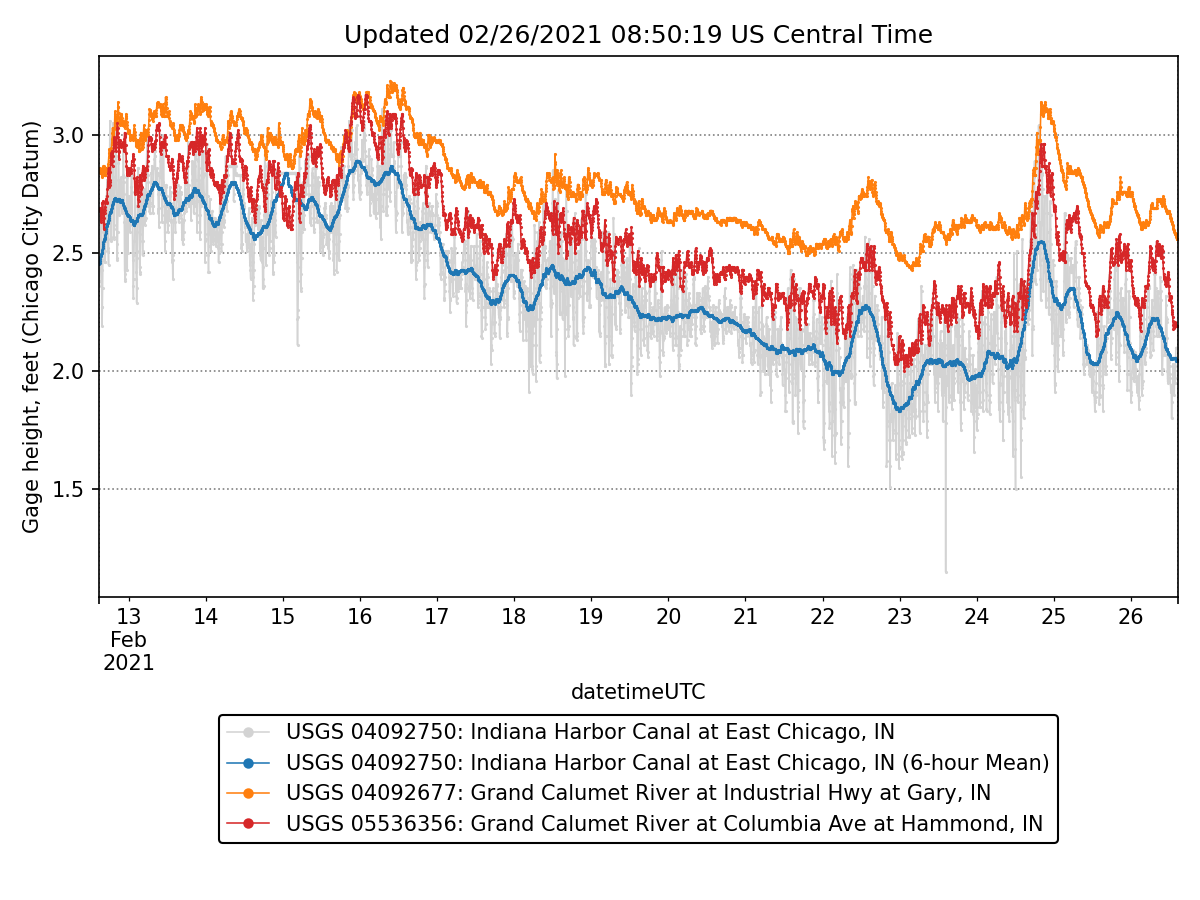 Updated 02/26/2021 08:50:19 US Central Time
Gage height, feet (Chicago City Datum)
3.0
2.5
2.0
1.5
13 14 15 16 17 18 19 20 21 22 23 24 25 26
Feb
2021
datetimeUTC
USGS 04092750: Indiana Harbor Canal at East Chicago, IN
USGS 04092750: Indiana Harbor Canal at East Chicago, IN (6-hour Mean)
USGS 04092677: Grand Calumet River at Industrial Hwy at Gary, IN
USGS 05536356: Grand Calumet River at Columbia Ave at Hammond, IN